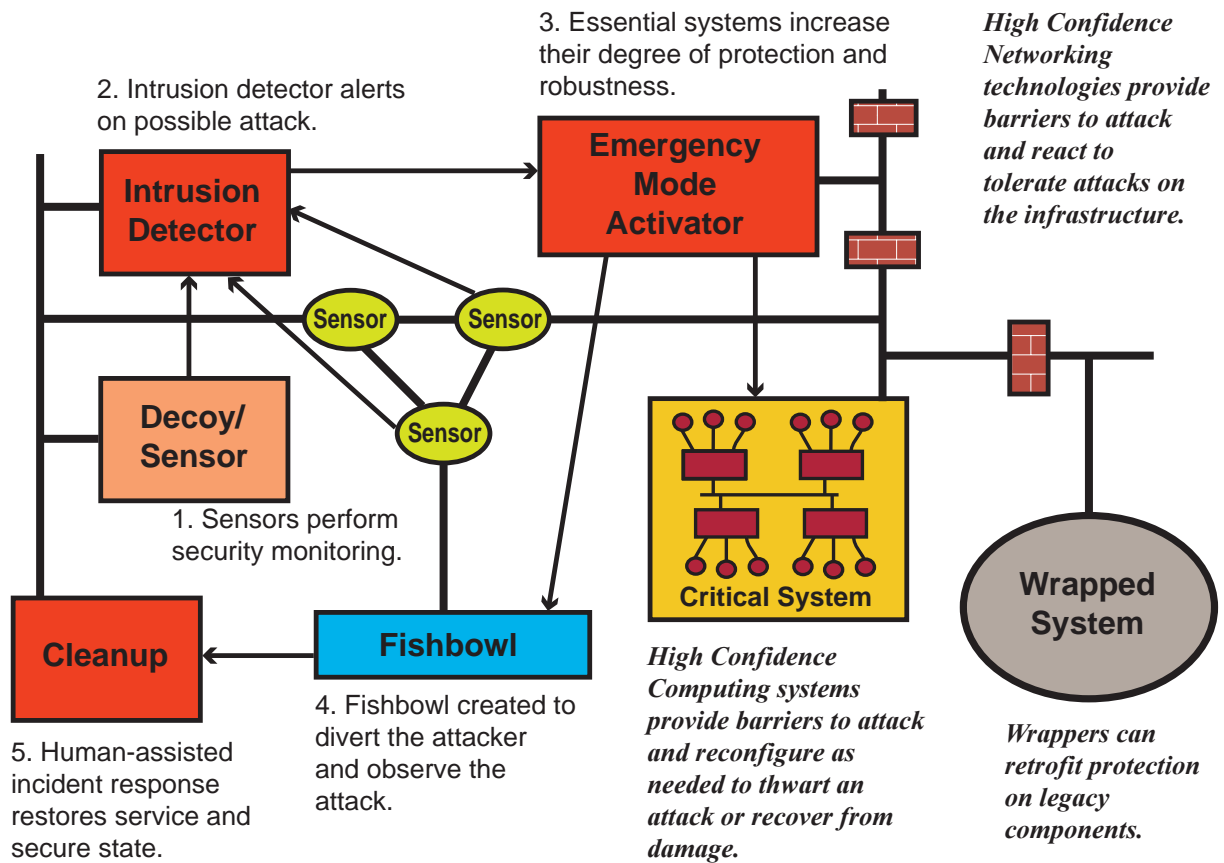 3. Essential systems increase
their degree of protection and
robustness.
High Confidence
Networking
technologies provide
barriers to attack
and react to
tolerate attacks on
the infrastructure.
2. Intrusion detector alerts
on possible attack.
Intrusion
Detector
Emergency
Mode
Activator
Sensor
Sensor
Sensor
Decoy/
Sensor
1. Sensors perform
security monitoring.
Critical System
Wrapped
System
Cleanup
Fishbowl
4. Fishbowl created to
divert the attacker
and observe the
attack.
5. Human-assisted
incident response
restores service and
secure state.
High Confidence
Computing systems
provide barriers to attack
and reconfigure as
needed to thwart an
attack or recover from
damage.
Wrappers can
retrofit protection
on legacy
components.